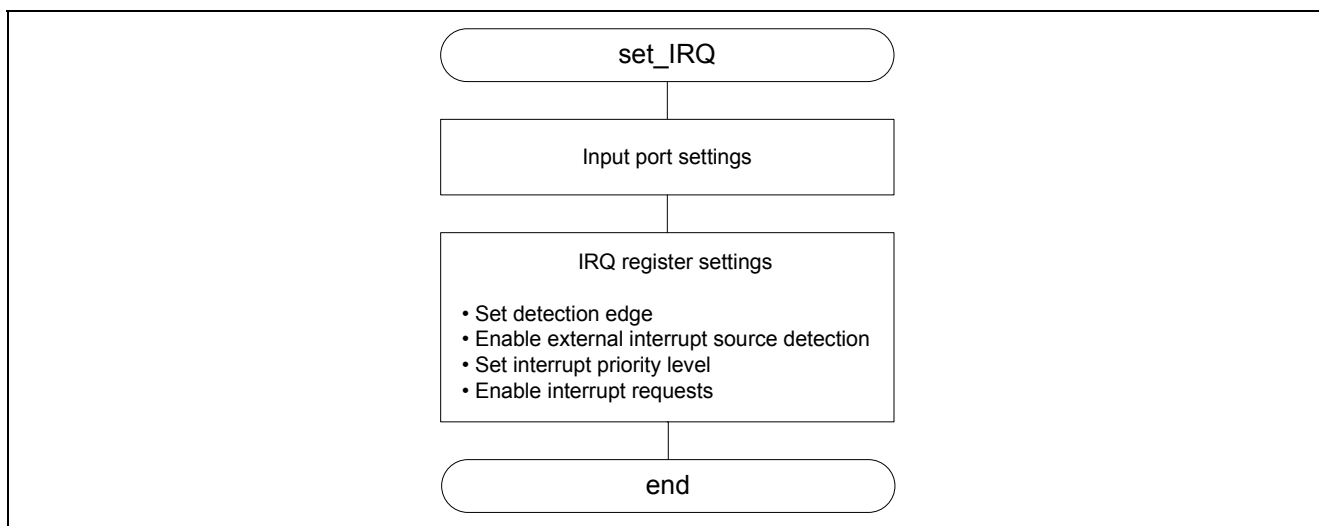 set_IRQ
Input port settings
IRQ register settings
• Set detection edge
• Enable external interrupt source detection
• Set interrupt priority level
• Enable interrupt requests
end